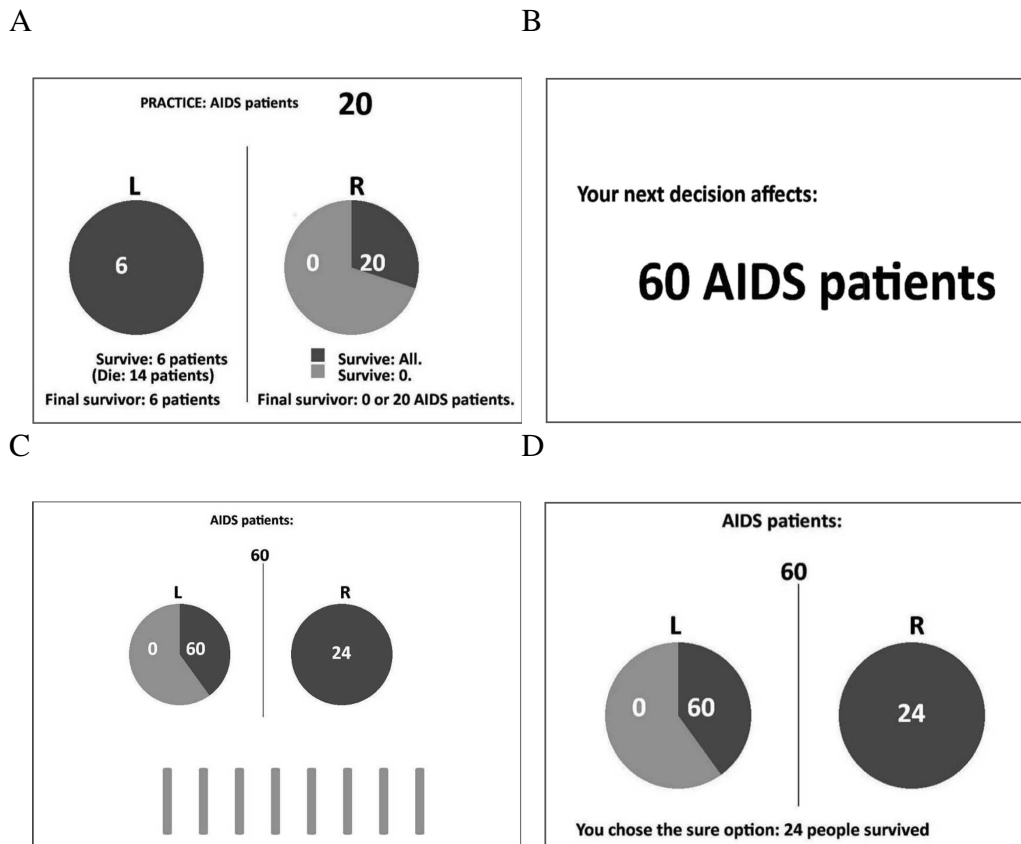 A
B
PRACTICE: AIDS patients 20
L
R
6
0
20
Survive: 6 patients
(Die: 14 patients)
Final survivor: 6 patients
Survive: All.
Survive: 0.
Final survivor: 0 or 20 AIDS patients.
Your next decision affects:
60 AIDS patients
C
D
AIDS patients:
60
L
R
0
60
24
AIDS patients:
60
L
R
0
60
24
You chose the sure option: 24 people survived